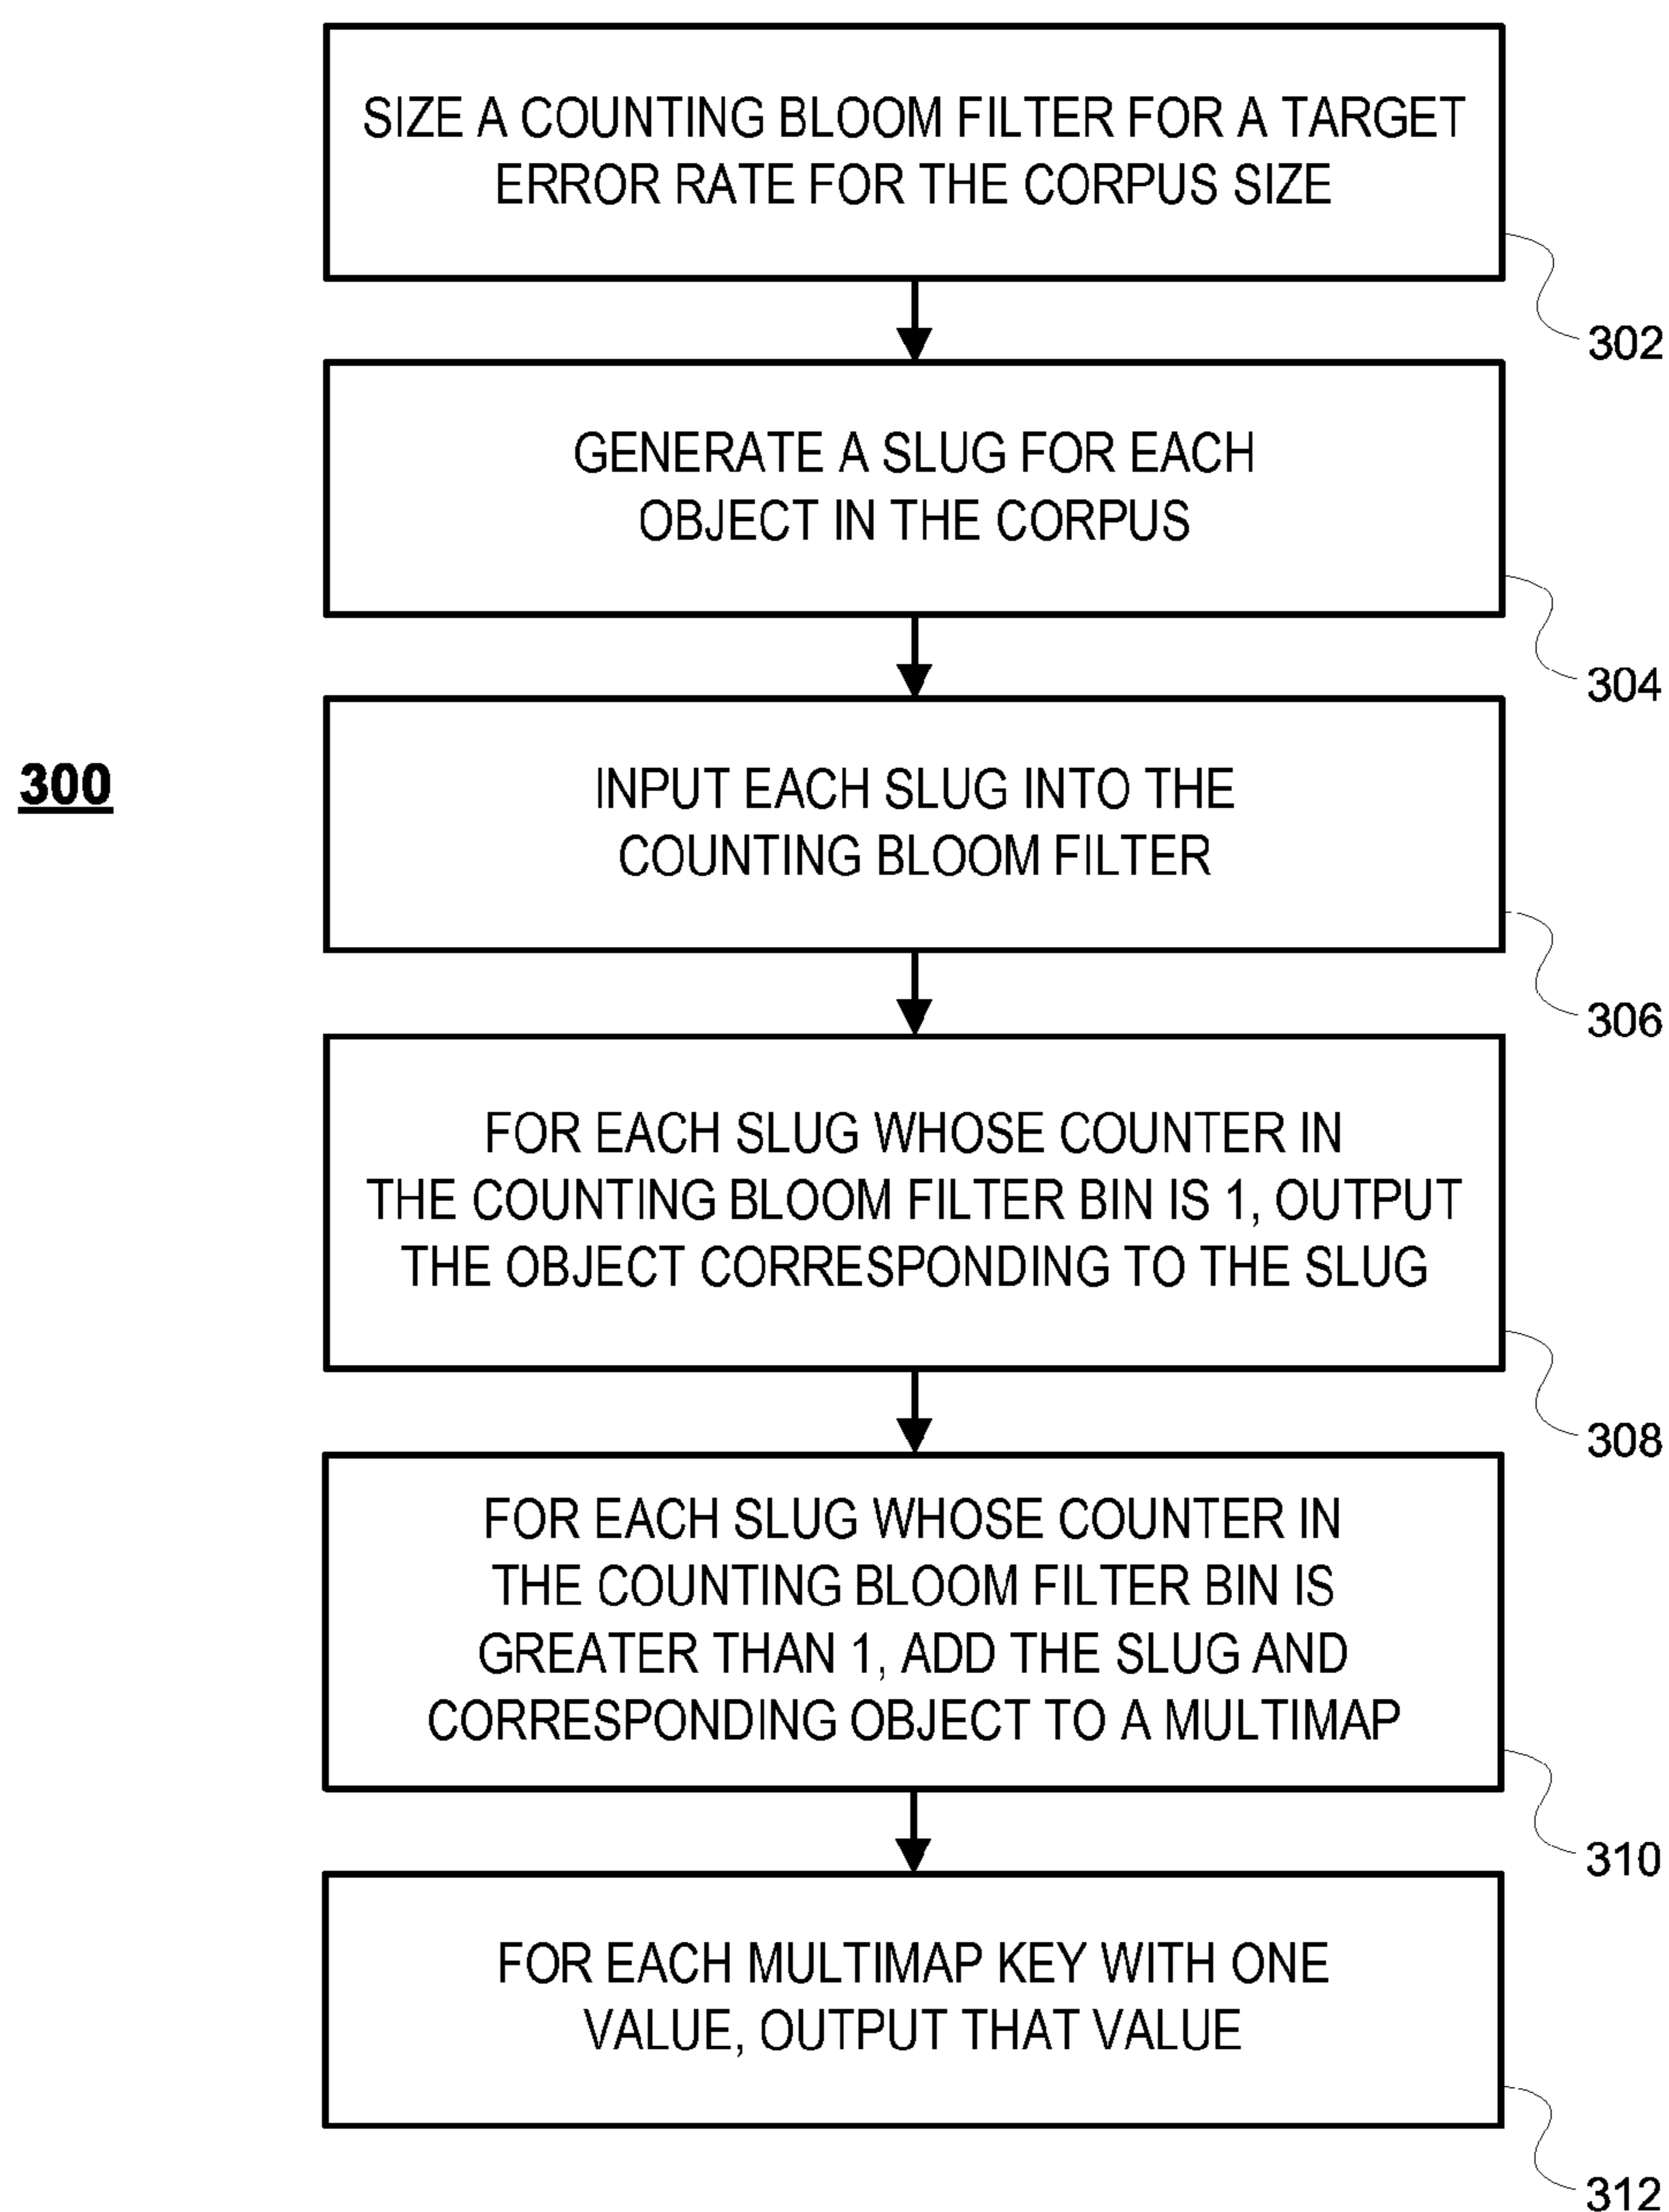 SIZE A COUNTING BLOOM FILTER FOR A TARGET
ERROR RATE FOR THE CORPUS SIZE
302
GENERATE A SLUG FOR EACH
OBJECT IN THE CORPUS
304
300
INPUT EACH SLUG INTO THE
COUNTING BLOOM FILTER
306
FOR EACH SLUG WHOSE COUNTER IN
THE COUNTING BLOOM FILTER BIN IS 1, OUTPUT
THE OBJECT CORRESPONDING TO THE SLUG
308
FOR EACH SLUG WHOSE COUNTER IN
THE COUNTING BLOOM FILTER BIN IS
GREATER THAN 1, ADD THE SLUG AND
CORRESPONDING OBJECT TO A MULTIMAP
310
FOR EACH MULTIMAP KEY WITH ONE
VALUE, OUTPUT THAT VALUE
312